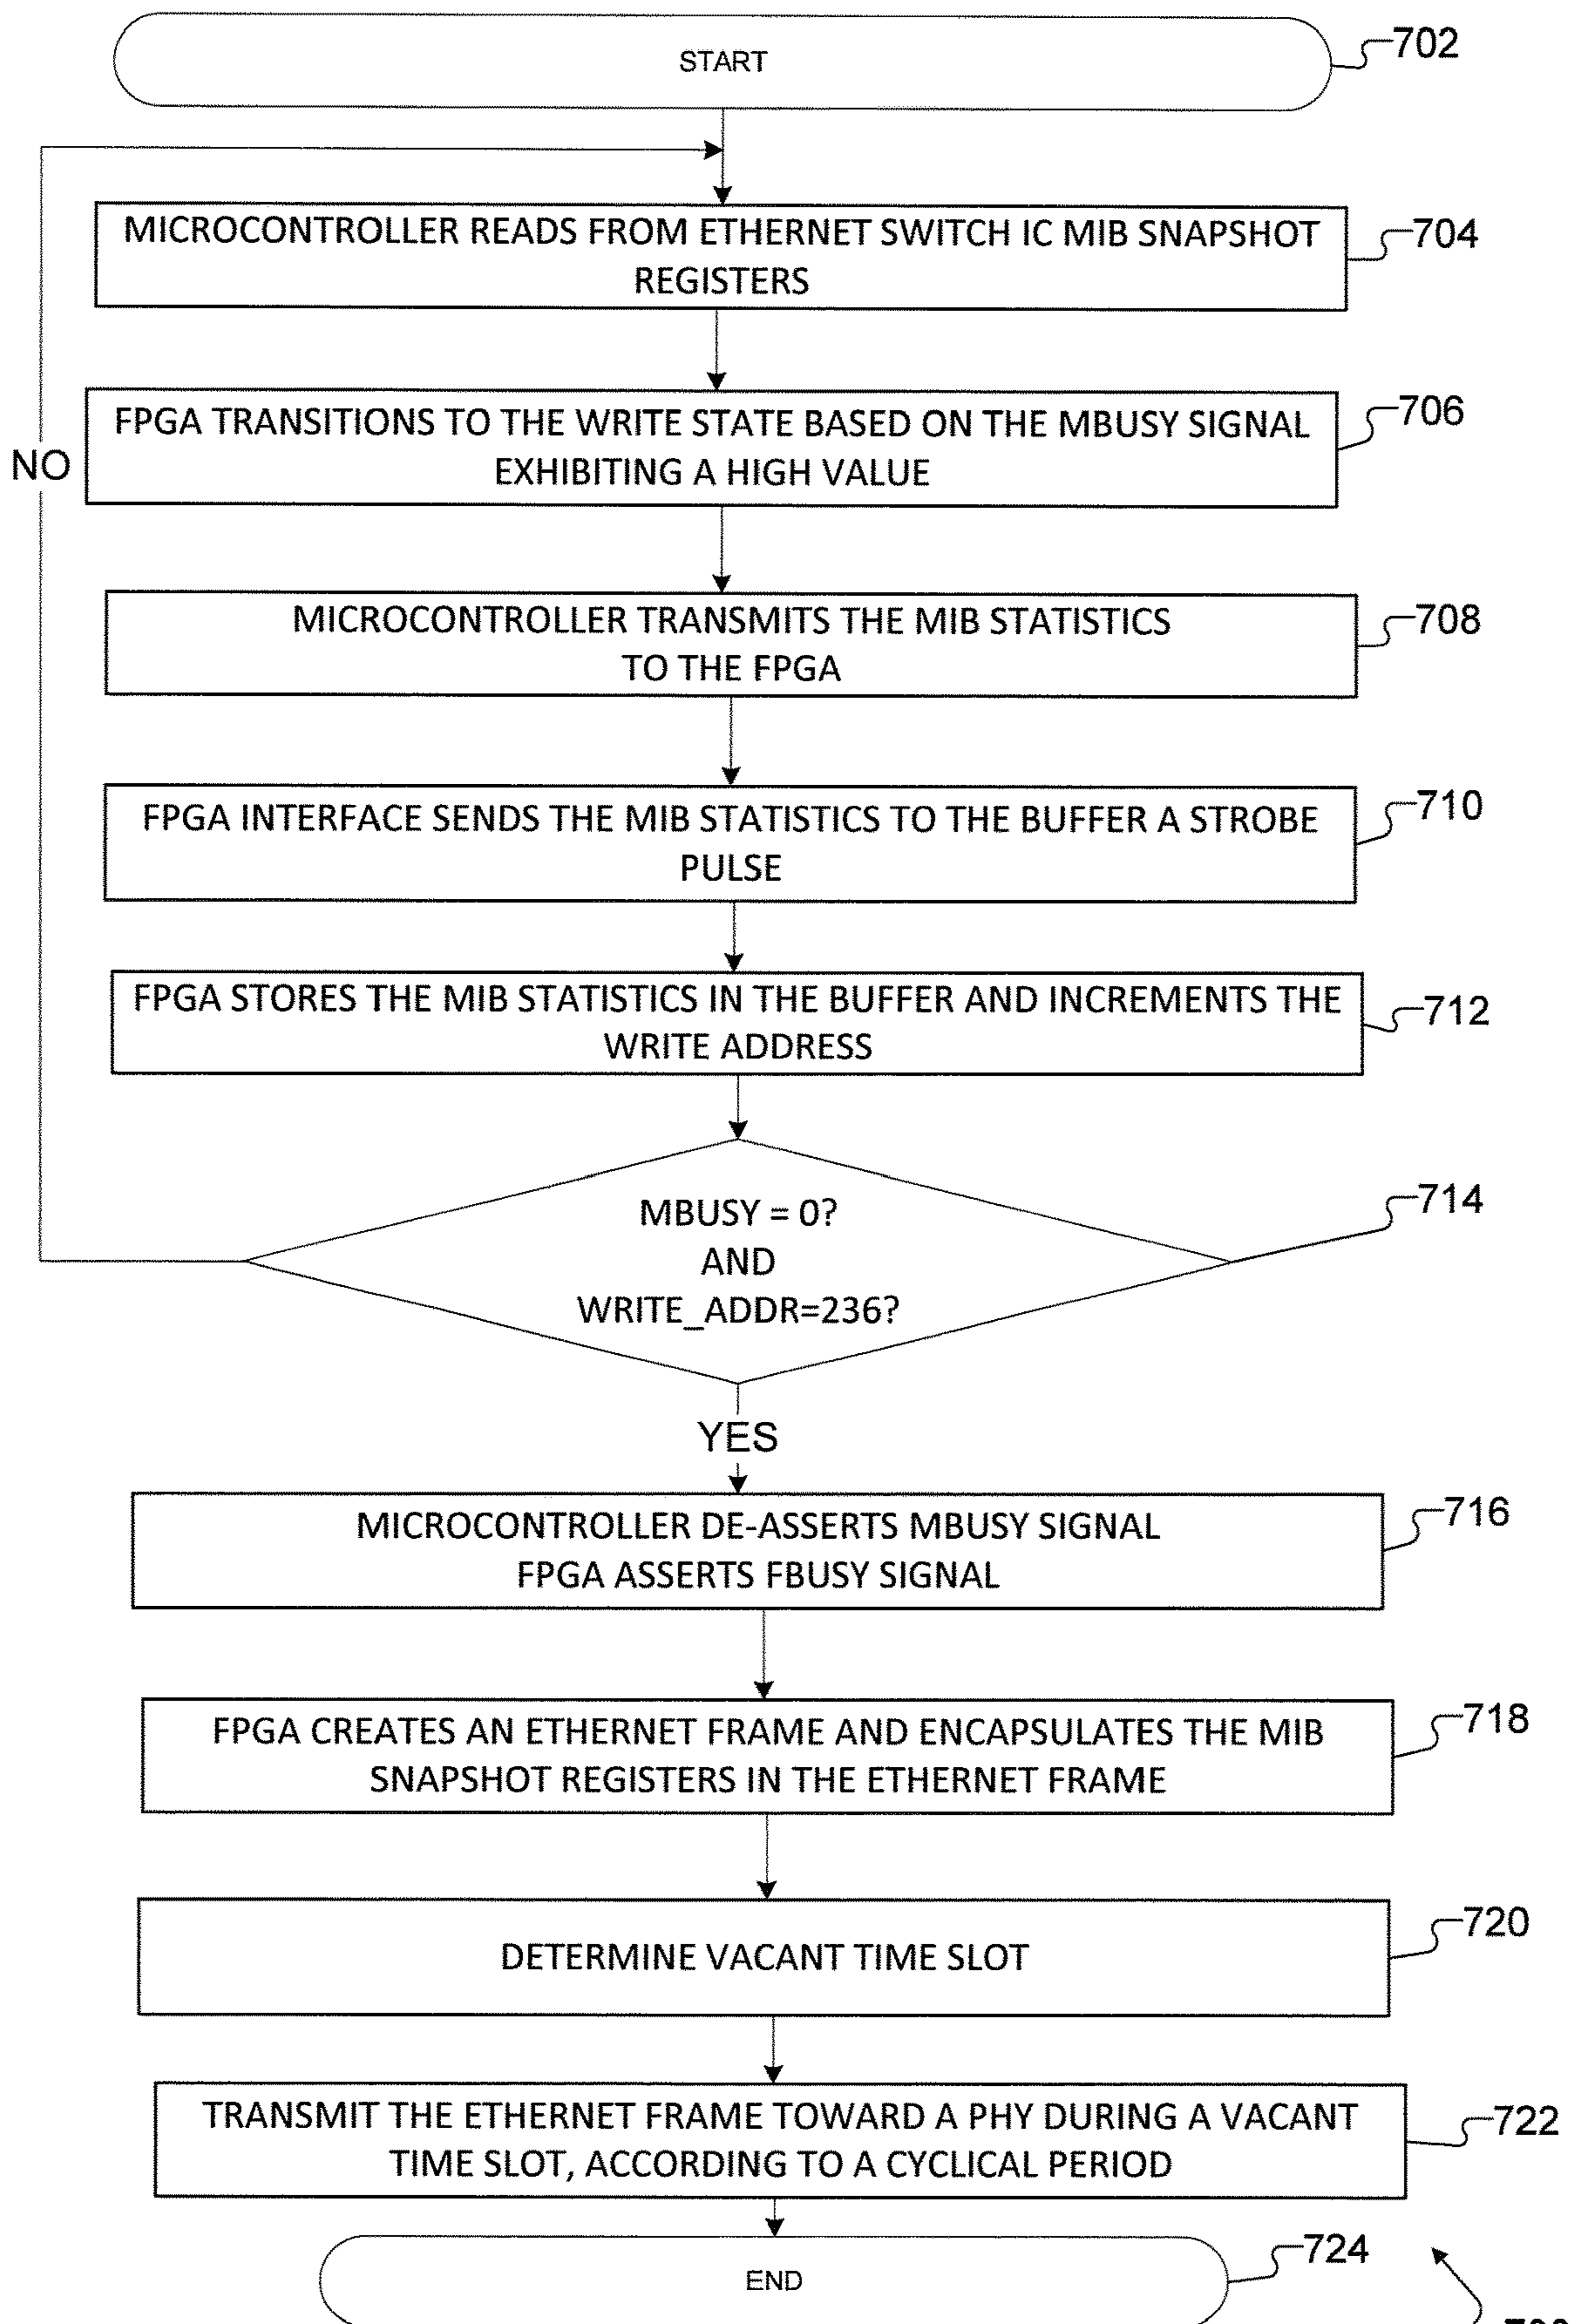 START
702
MICROCONTROLLER READS FROM ETHERNET SWITCH IC MIB SNAPSHOT
REGISTERS
704
FPGA TRANSITIONS TO THE WRITE STATE BASED ON THE MBUSY SIGNAL
EXHIBITING A HIGH VALUE
706
NO
MICROCONTROLLER TRANSMITS THE MIB STATISTICS
TO THE FPGA
708
FPGA INTERFACE SENDS THE MIB STATISTICS TO THE BUFFER A STROBE
PULSE
710
FPGA STORES THE MIB STATISTICS IN THE BUFFER AND INCREMENTS THE
WRITE ADDRESS
712
MBUSY = 0?
AND
WRITE_ADDR=236?
714
YES
MICROCONTROLLER DE-ASSERTS MBUSY SIGNAL
FPGA ASSERTS FBUSY SIGNAL
716
FPGA CREATES AN ETHERNET FRAME AND ENCAPSULATES THE MIB
SNAPSHOT REGISTERS IN THE ETHERNET FRAME
718
DETERMINE VACANT TIME SLOT
720
TRANSMIT THE ETHERNET FRAME TOWARD A PHY DURING A VACANT
TIME SLOT, ACCORDING TO A CYCLICAL PERIOD
722
END
724